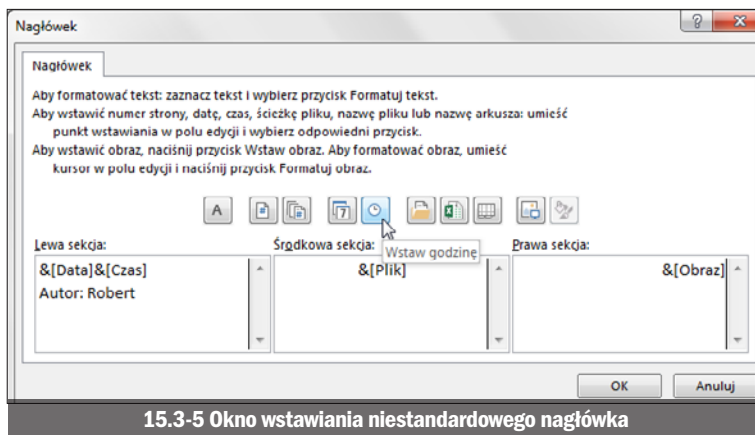 Nagłówek
Nagłówek
Aby formatować tekst: zaznacz tekst i wybierz przycisk Formatuj tekst.
Aby wstawić numer strony, datę, czas, ścieżkę pliku, nazwę pliku lub nazwę arkusza: umieść
punkt wstawiania w polu edycji i wybierz odpowiedni przycisk.
Aby wstawić obraz, naciśnij przycisk Wstaw obraz. Aby formatować obraz, umieść
kursor w polu edycji i naciśnij przycisk Formatuj obraz.
A
7
Lewa sekcja:
Środkowa sekcja:
Wstaw godzinę
Prawa sekcja:
&[Data]&[Czas]
Autor: Robert
&[Plik]
&[Obraz]
OK
Anuluj
15.3-5 Okno wstawiania niestandardowego nagłówka